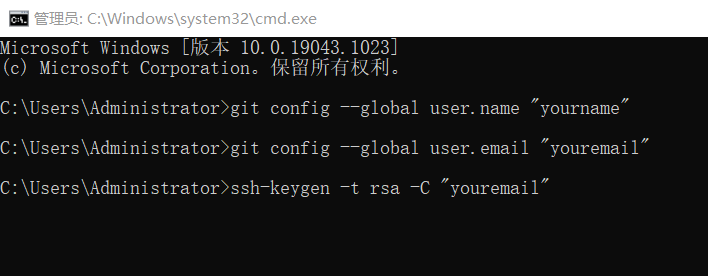 管理员: C:\Windows\system32\cmd.exe
Microsoft Windows [版本 10.0.19043.1023]
(c) Microsoft Corporation。保留所有权利。
C:\Users\Administrator>git config --global user.name "yourname"
C:\Users\Administrator>git config --global user.email "youremail"
C:\Users\Administrator>ssh-keygen -t rsa -C "youremail"